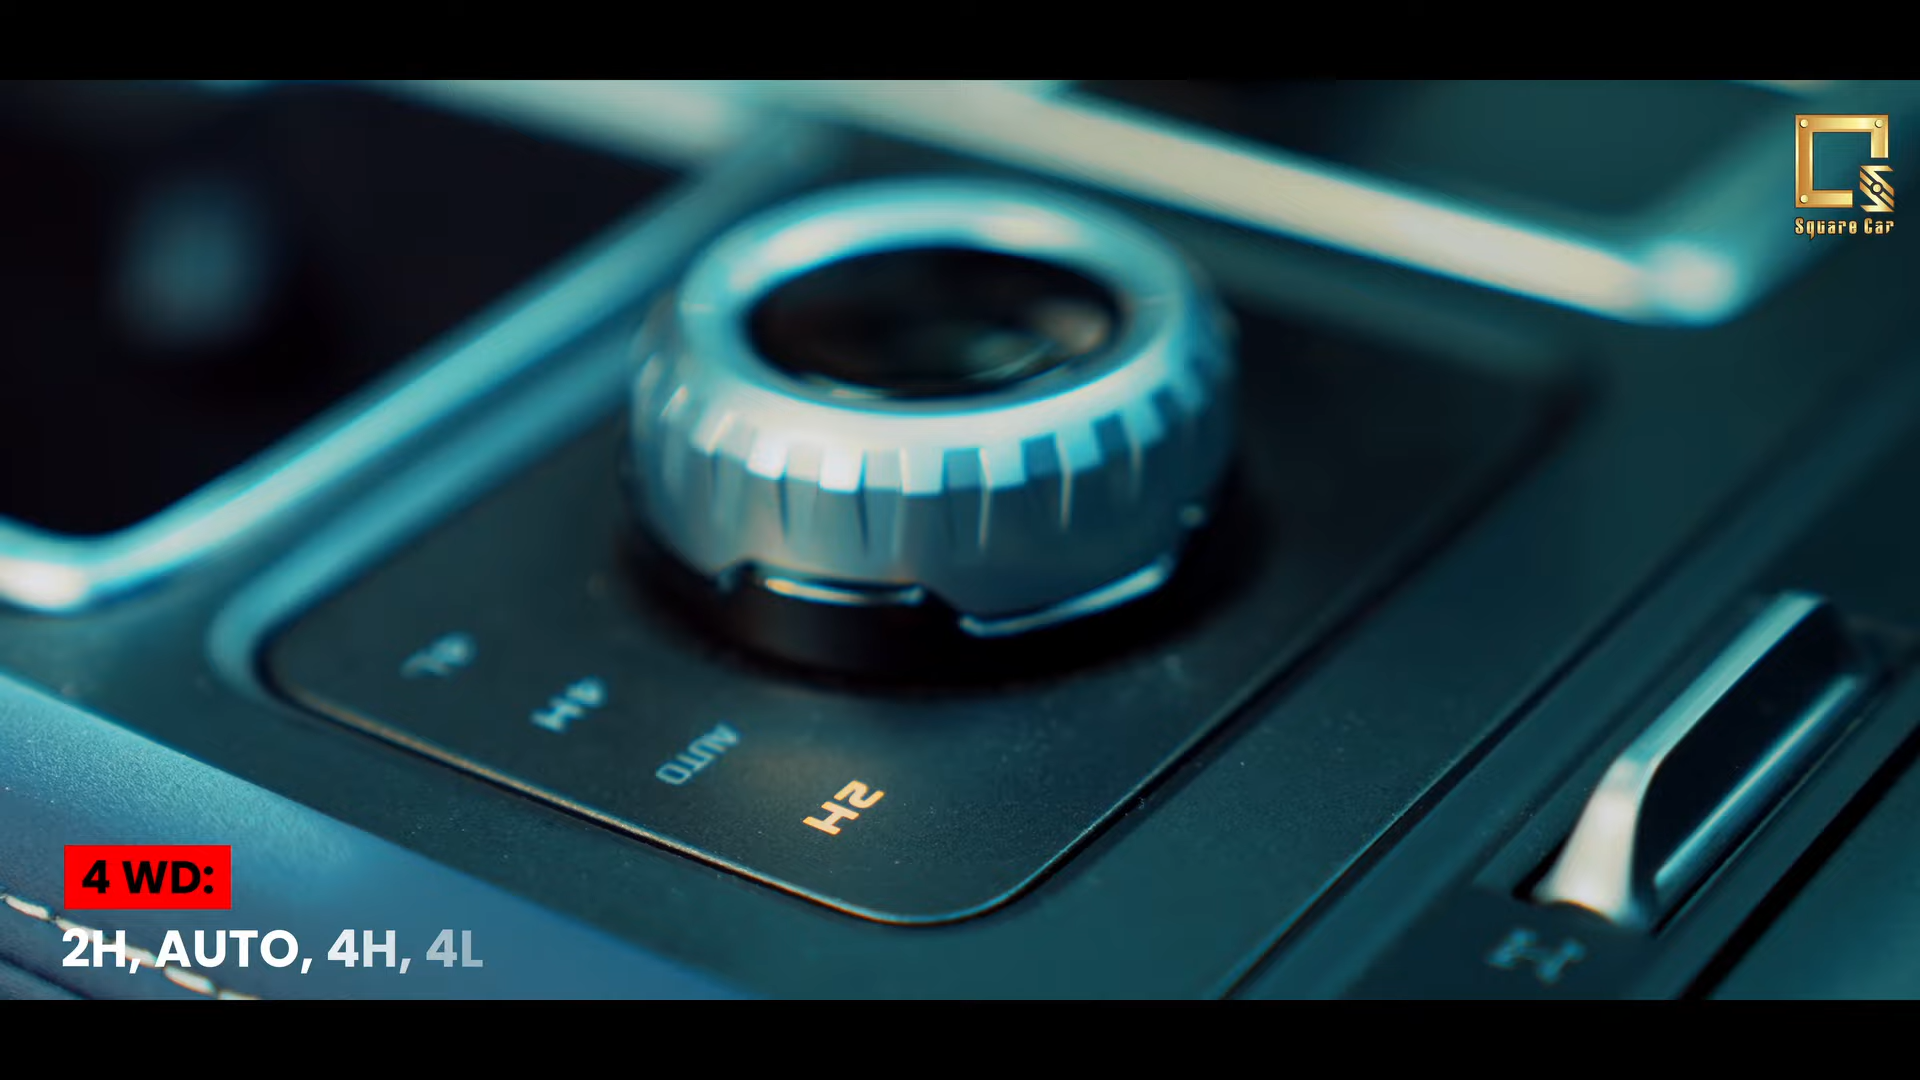 Square Car
4L
4H
AUTO
2H
4 WD:
2H, AUTO, 4H, 4L